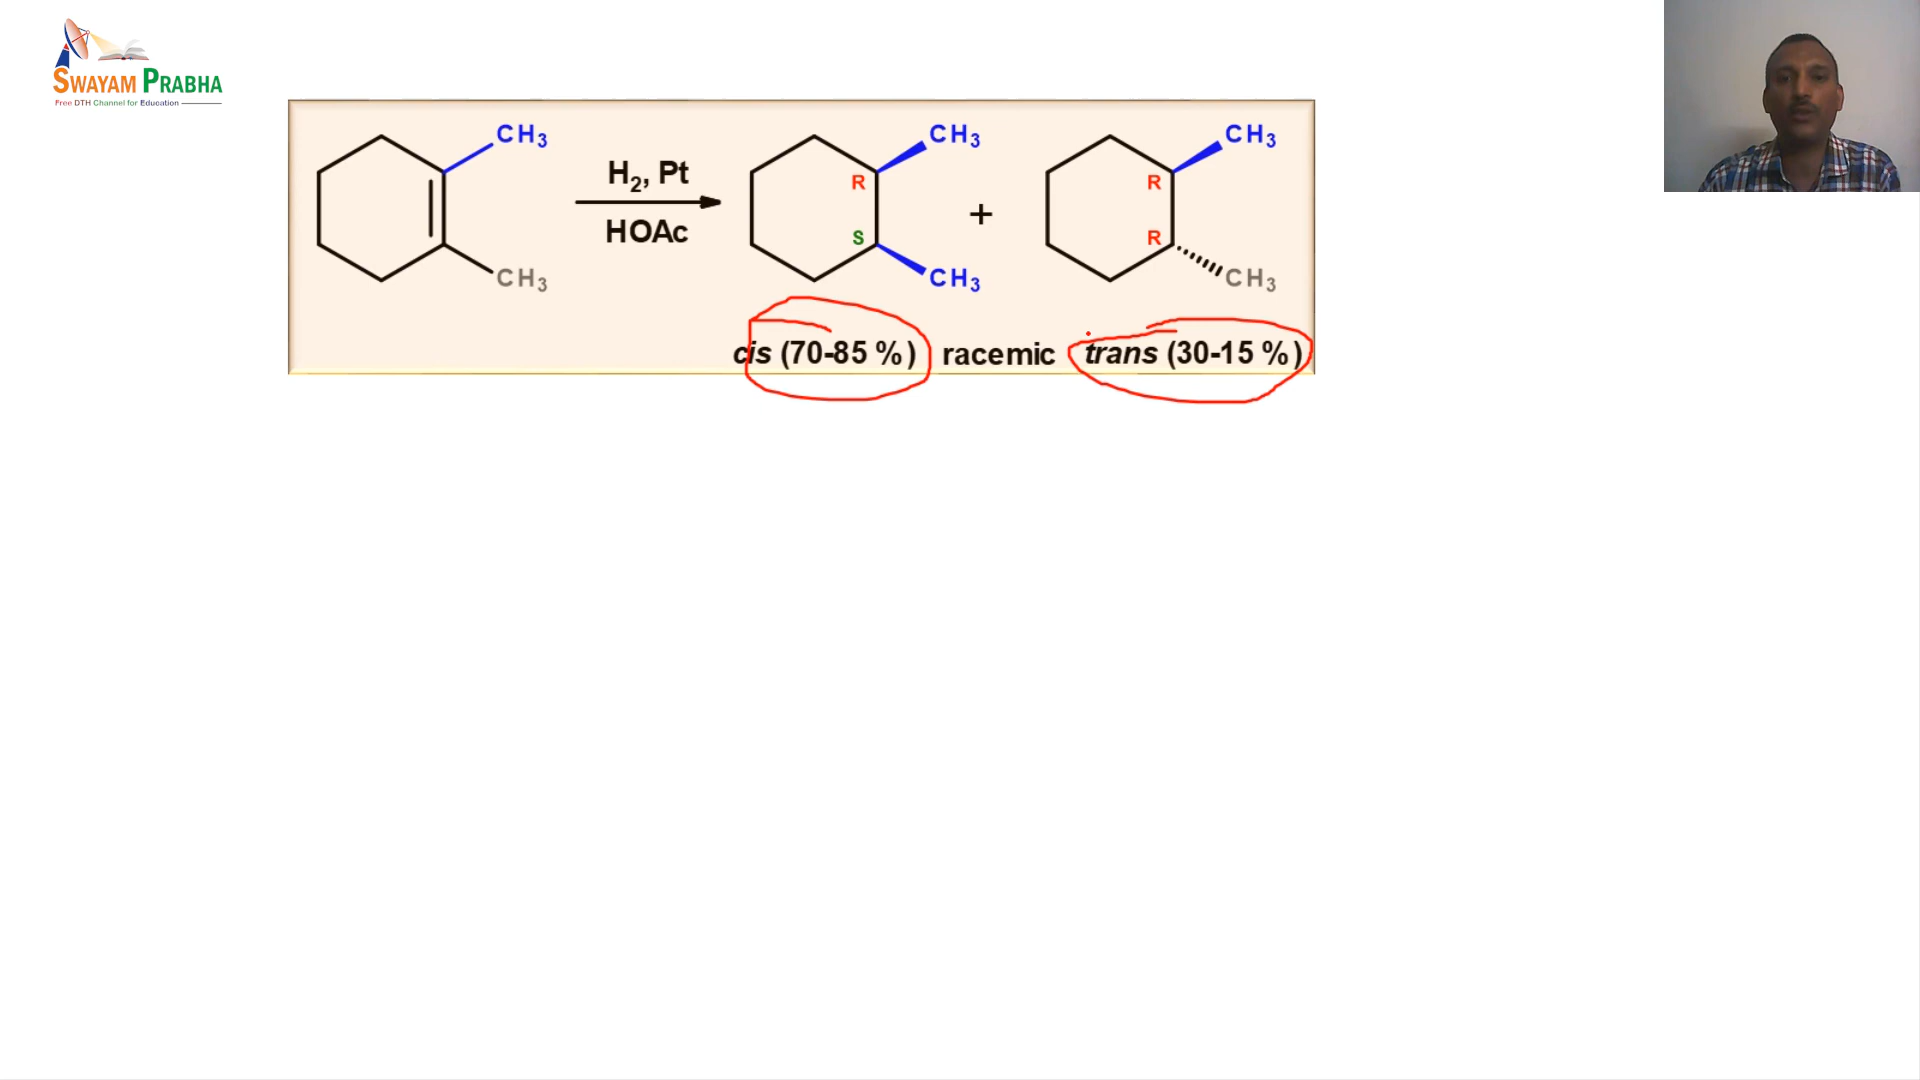 SWAYAM PRABHA
Free DTH Channel for Education
CH3
CH3
H2, Pt
HOAc
CH3
R
S
CH3
+
CH3
R
R
CH3
cis (70-85 %) racemic trans (30-15 %)